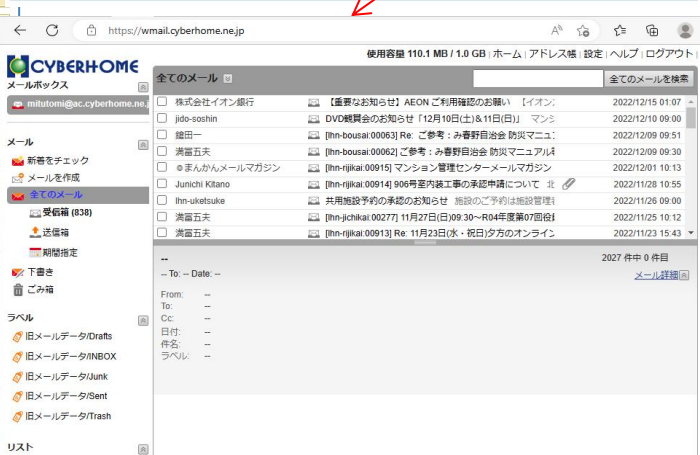 https://wmail.cyberhome.ne.jp
使用容量 110.1 MB / 1.0 GB | ホーム | アドレス帳 | 設定 | ヘルプ | ログアウト
CYBERHOME
メールボックス
mitutomi@ac.cyberhome.ne.j
メール
新着をチェック
メールを作成
全てのメール
受信箱 (838)
送信箱
期間指定
下書き
ごみ箱
ラベル
旧メールデータ/Drafts
旧メールデータ/INBOX
旧メールデータ/Junk
旧メールデータ/Sent
旧メールデータ/Trash
リスト
全てのメール
全てのメールを検索
株式会社イオン銀行 【重要なお知らせ】AEON ご利用確認のお願い 【イオン 2022/12/15 01:07
jido-soshin DVD観賞会のお知らせ「12月10日(土)&11日(日)」 マンシ 2022/12/10 09:00
鎗田一 [lhn-bousai:00063] Re: ご参考：み春野自治会 防災マニュ 2022/12/09 09:51
満冨五夫 [lhn-bousai:00062] ご参考：み春野自治会 防災マニュアル 2022/12/09 09:30
まんかんメールマガジン [lhn-rijikai:00915] マンション管理センターメールマガジン 2022/12/01 10:13
Junichi Kitano [lhn-rijikai:00914] 906号室内装工事の承認申請について 北 2022/11/28 10:55
lhn-uketsuke 共用施設予約の承認のお知らせ 施設のご予約は施設管理 2022/11/26 09:00
満冨五夫 [lhn-jichikai:00277] 11月27日(日)09:30～R04年度第07回役 2022/11/25 10:12
満冨五夫 [lhn-rijikai:00913] Re: 11月23日(水・祝日)夕方のオンライン 2022/11/23 15:43
-- 2027 件中 0 件目
-- To: -- Date: -- メール詳細
From: --
To: --
Cc: --
日付: --
件名: --
ラベル: --